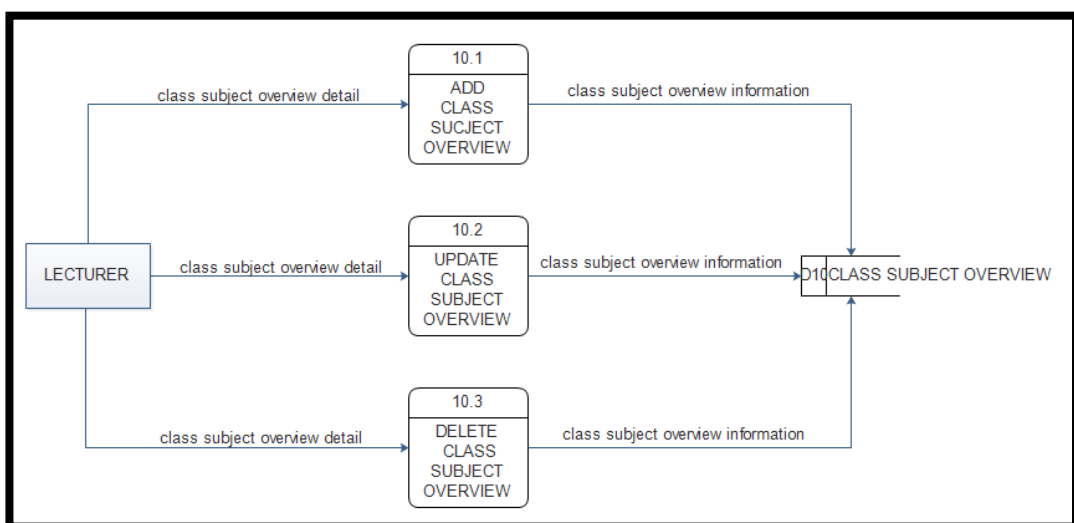 10.1
ADD
CLASS
SUCJECT
OVERVIEW
class subject overview detail
class subject overview information
LECTURER
class subject overview detail
10.2
UPDATE
CLASS
SUBJECT
OVERVIEW
class subject overview information
D10
CLASS SUBJECT OVERVIEW
class subject overview detail
10.3
DELETE
CLASS
SUBJECT
OVERVIEW
class subject overview information